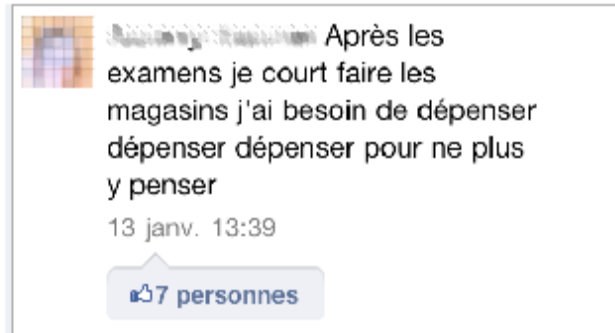 Après les
examens je court faire les
magasins j'ai besoin de dépenser
dépenser dépenser pour ne plus
y penser
13 janv. 13:39
7 personnes